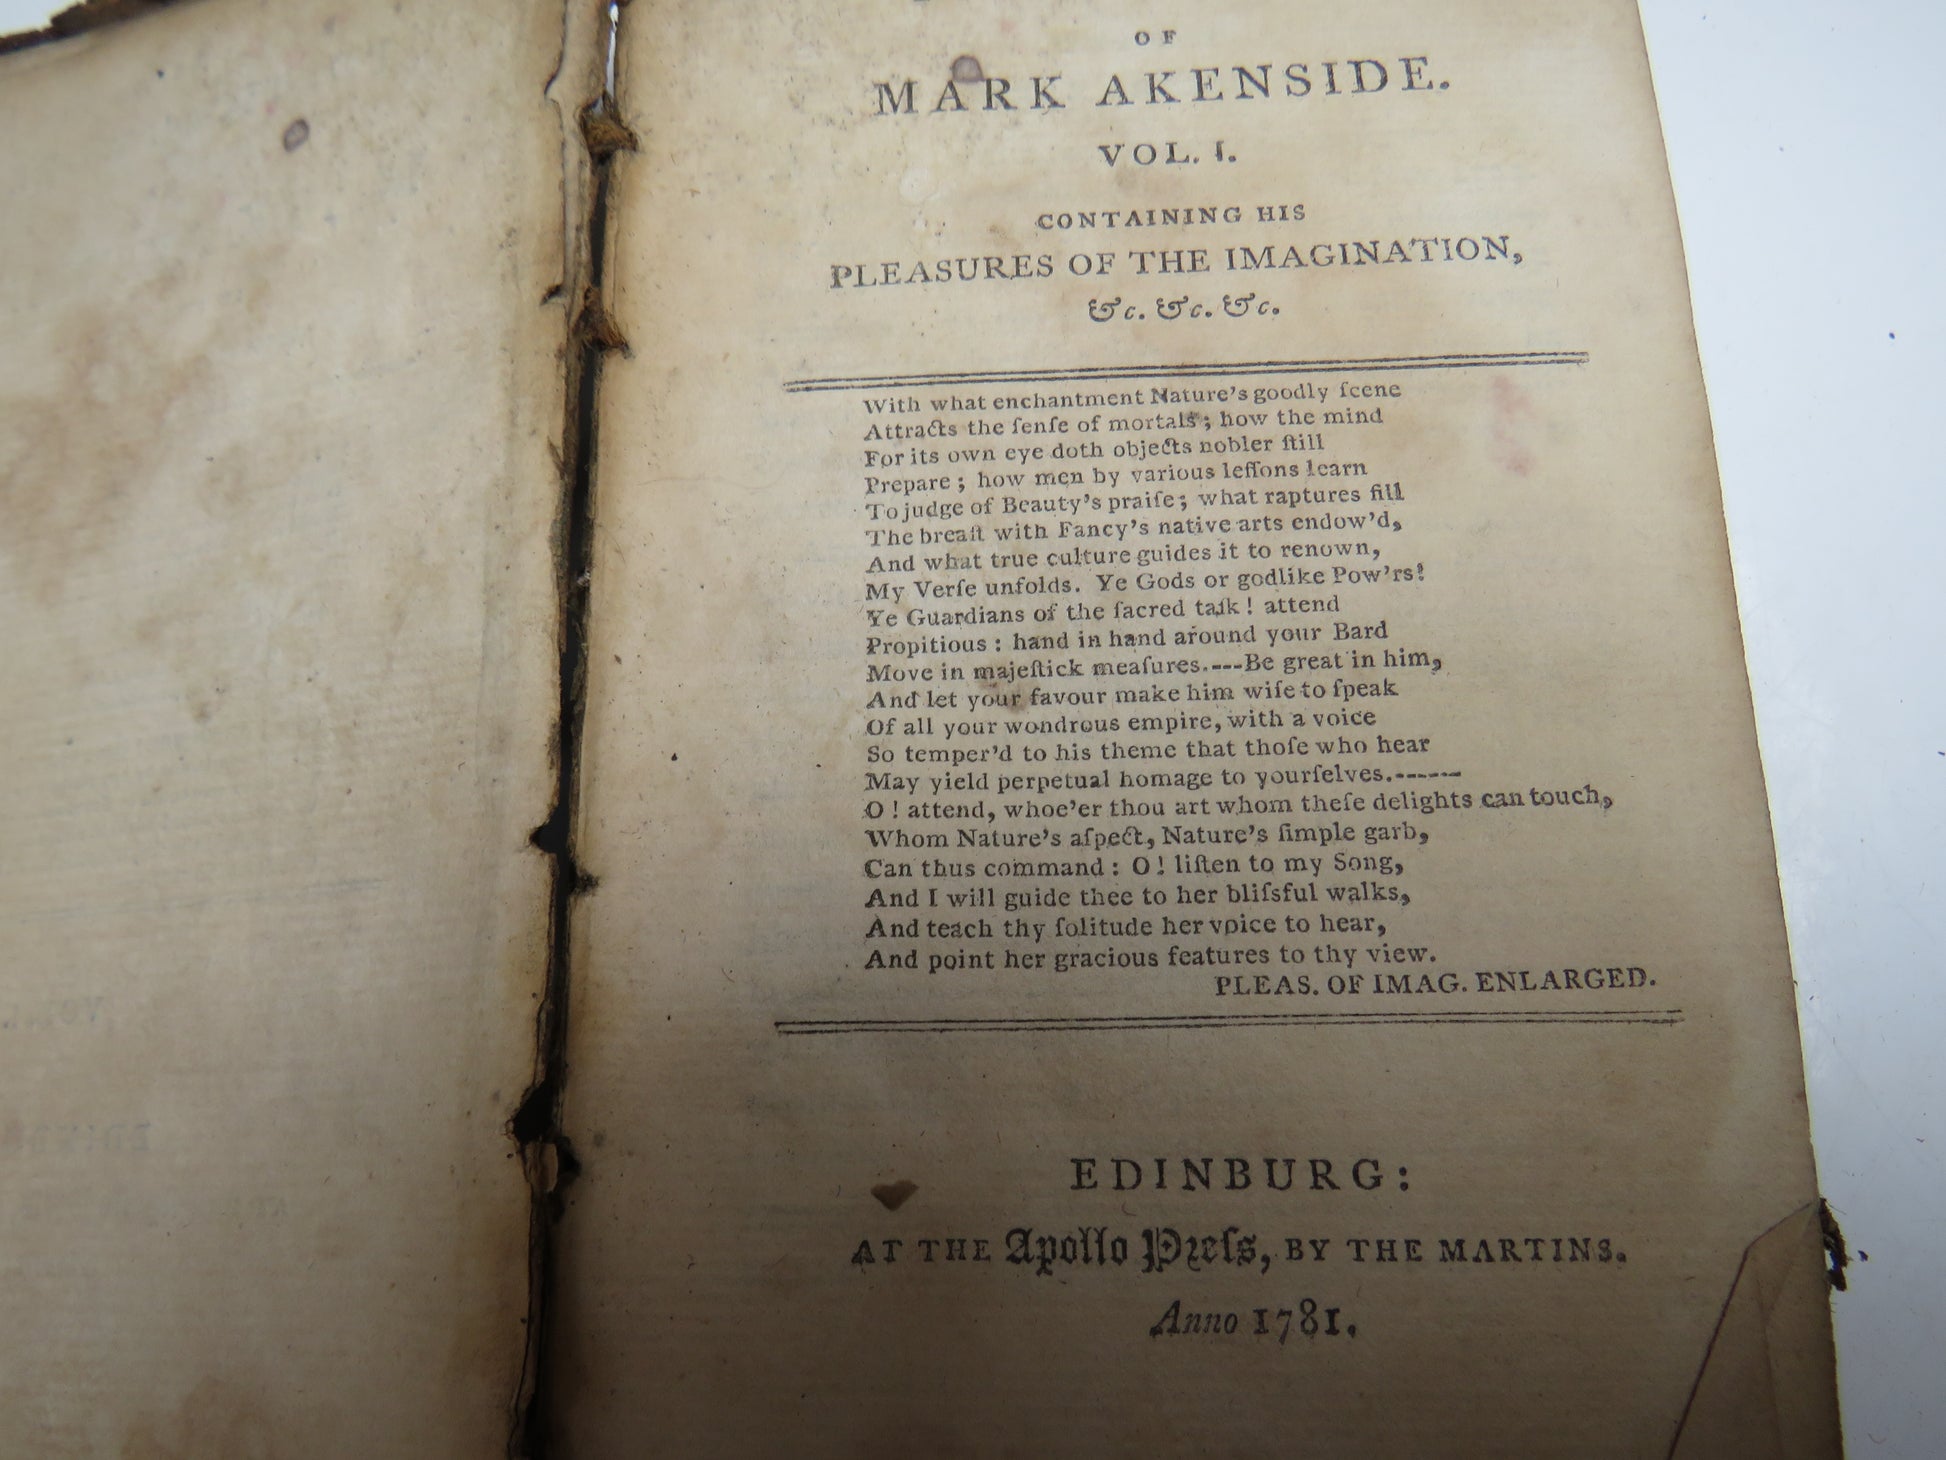 OF
MARK AKENSIDE.
VOL. I.
CONTAINING HIS
PLEASURES OF THE IMAGINATION,
&c. &c. &c.
With what enchantment Nature's goodly ſcene
Attracts the ſenſe of mortals; how the mind
For its own eye doth objects nobler ſtill
Prepare; how men by various leſſons learn
To judge of Beauty's praiſe; what raptures fill
The breaſt with Fancy's native arts endow'd,
And what true culture guides it to renown,
My Verſe unfolds. Ye Gods or godlike Pow'rs!
Ye Guardians of the ſacred taſk! attend
Propitious: hand in hand around your Bard
Move in majeſtick meaſures.---Be great in him,
And let your favour make him wiſe to ſpeak
Of all your wondrous empire, with a voice
So temper'd to his theme that thoſe who hear
May yield perpetual homage to yourſelves.------
O! attend, whoe'er thou art whom theſe delights can touch,
Whom Nature's aſpect, Nature's ſimple garb,
Can thus command: O! liſten to my Song,
And I will guide thee to her bliſsful walks,
And teach thy ſolitude her voice to hear,
And point her gracious features to thy view.
PLEAS. OF IMAG. ENLARGED.
EDINBURG:
AT THE Apollo Preſs, BY THE MARTINS.
Anno 1781.